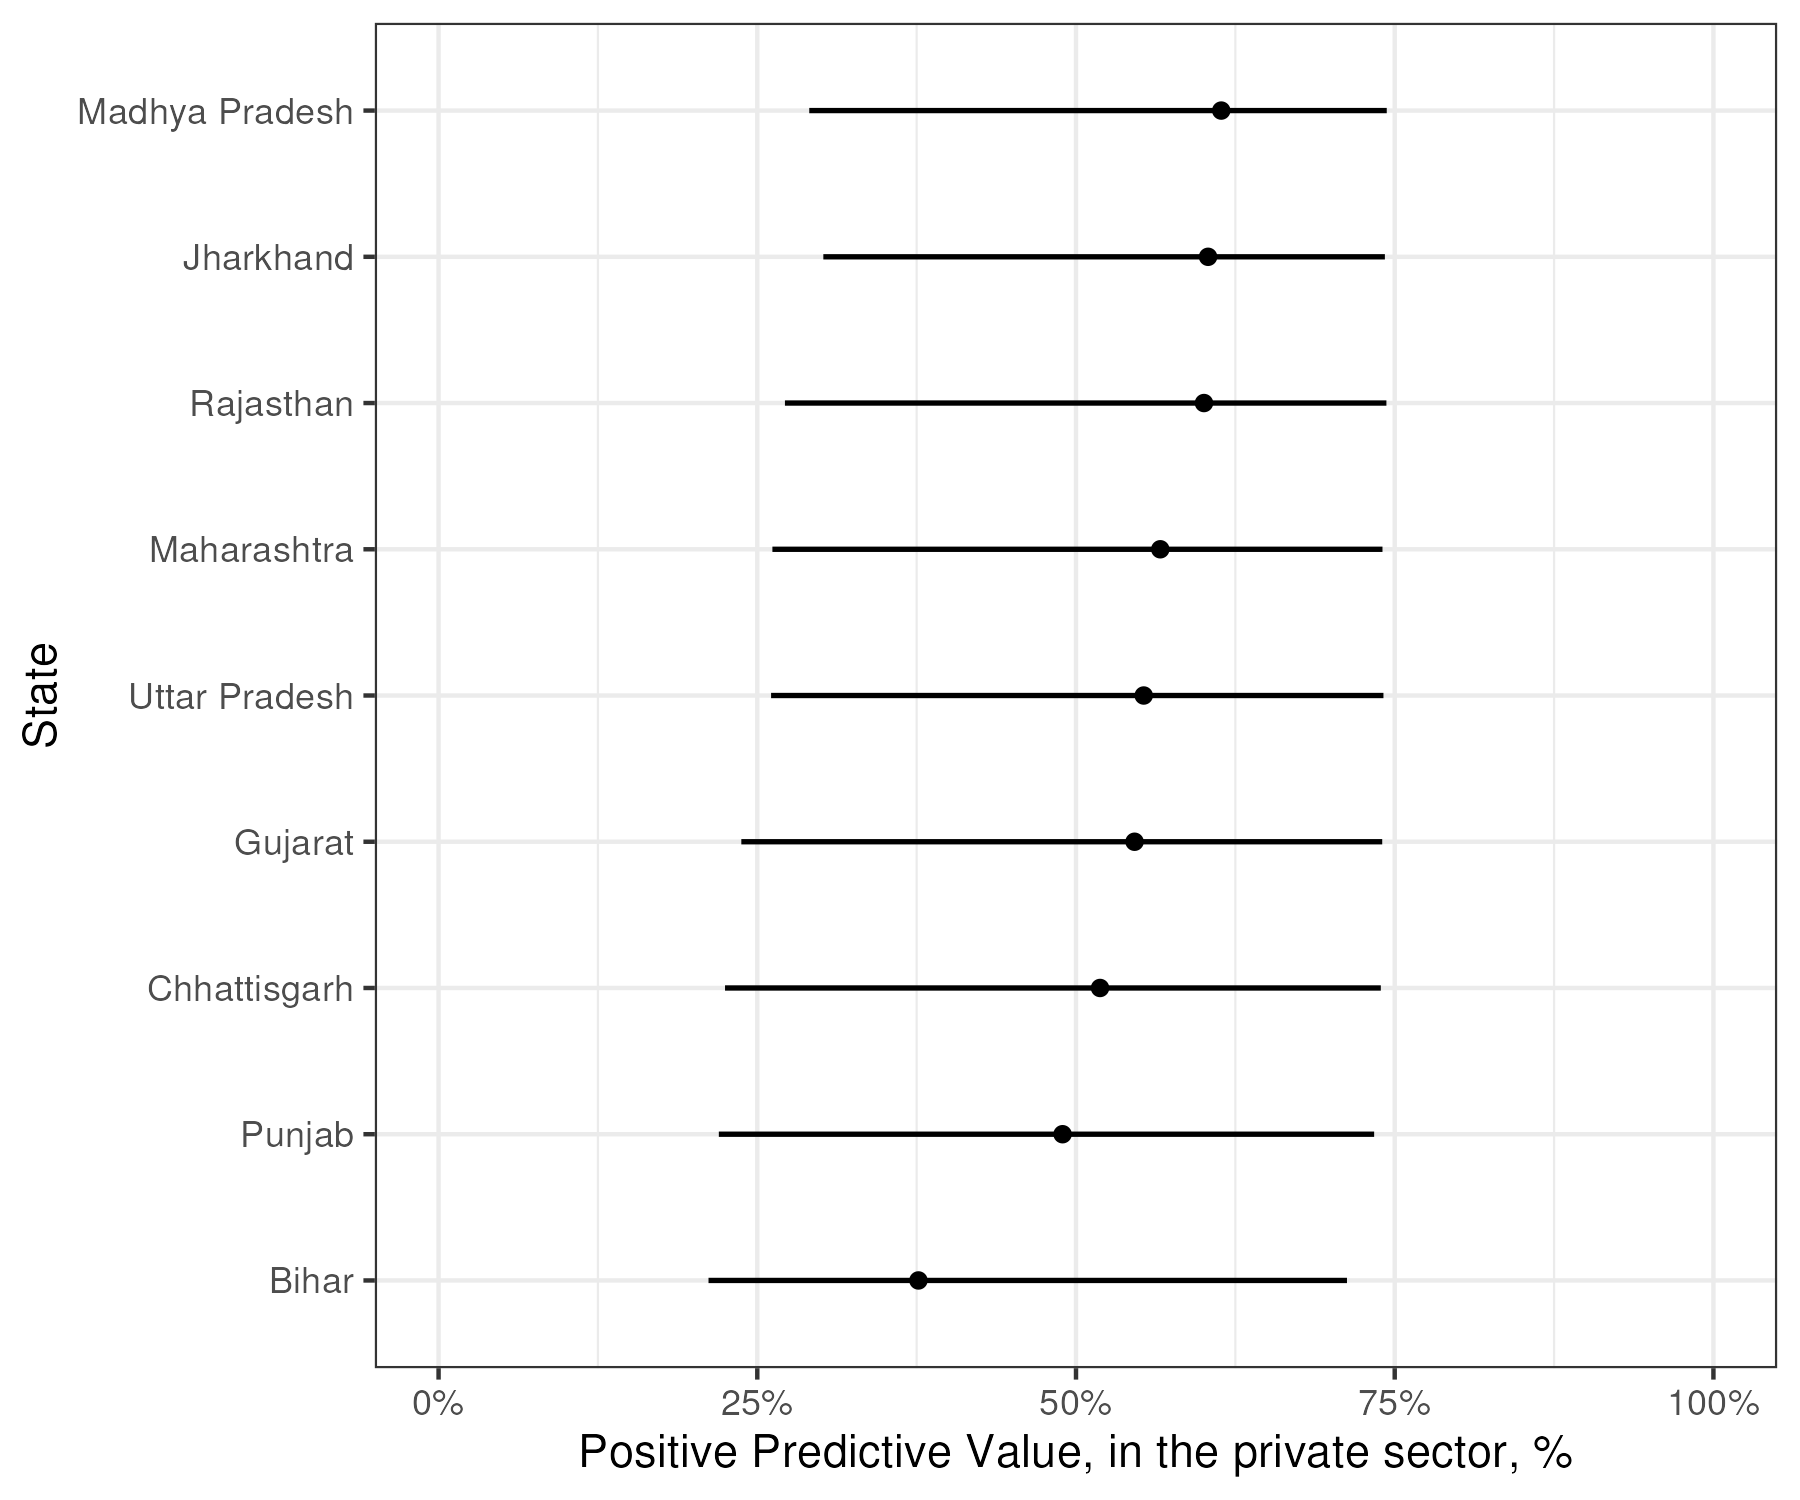 Madhya Pradesh
Jharkhand
Rajasthan
Maharashtra
Uttar Pradesh
Gujarat
Chhattisgarh
Punjab
Bihar
State
0% 25% 50% 75% 100%
Positive Predictive Value, in the private sector, %